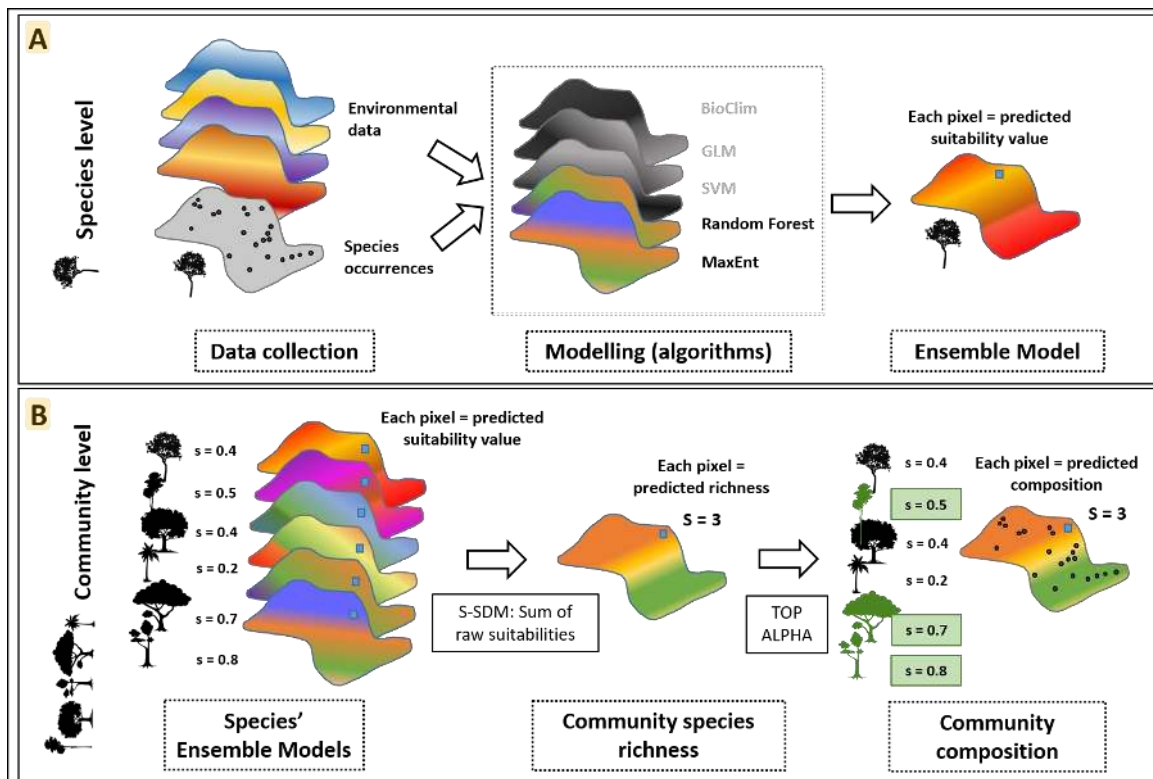 A
Species level
Environmental
data
Species
occurrences
Data collection
BioClim
GLM
SVM
Random Forest
MaxEnt
Modelling (algorithms)
Each pixel = predicted
suitability value
Ensemble Model
B
Community level
s = 0.4
s = 0.5
s = 0.4
s = 0.2
s = 0.7
s = 0.8
Each pixel = predicted
suitability value
Species’
Ensemble Models
S-SDM: Sum of
raw suitabilities
Each pixel =
predicted richness
S = 3
Community species
richness
TOP
ALPHA
s = 0.4
s = 0.5
s = 0.4
s = 0.2
s = 0.7
s = 0.8
Each pixel = predicted
composition
S = 3
Community
composition